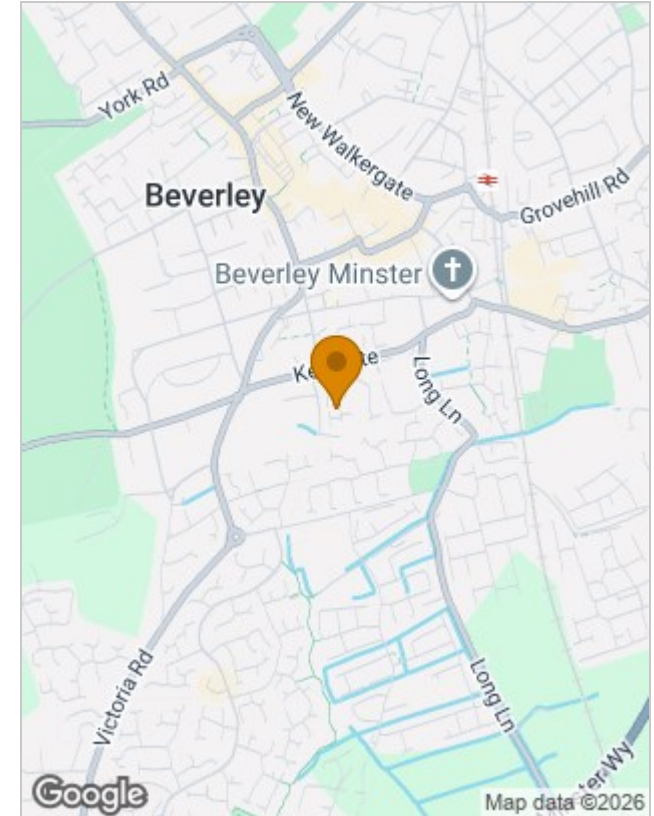 York Rd
New Walkergate
Beverley
Grovehill Rd
Beverley Minster
Long Ln
Victoria Rd
Long Ln
Google
Map data ©2026